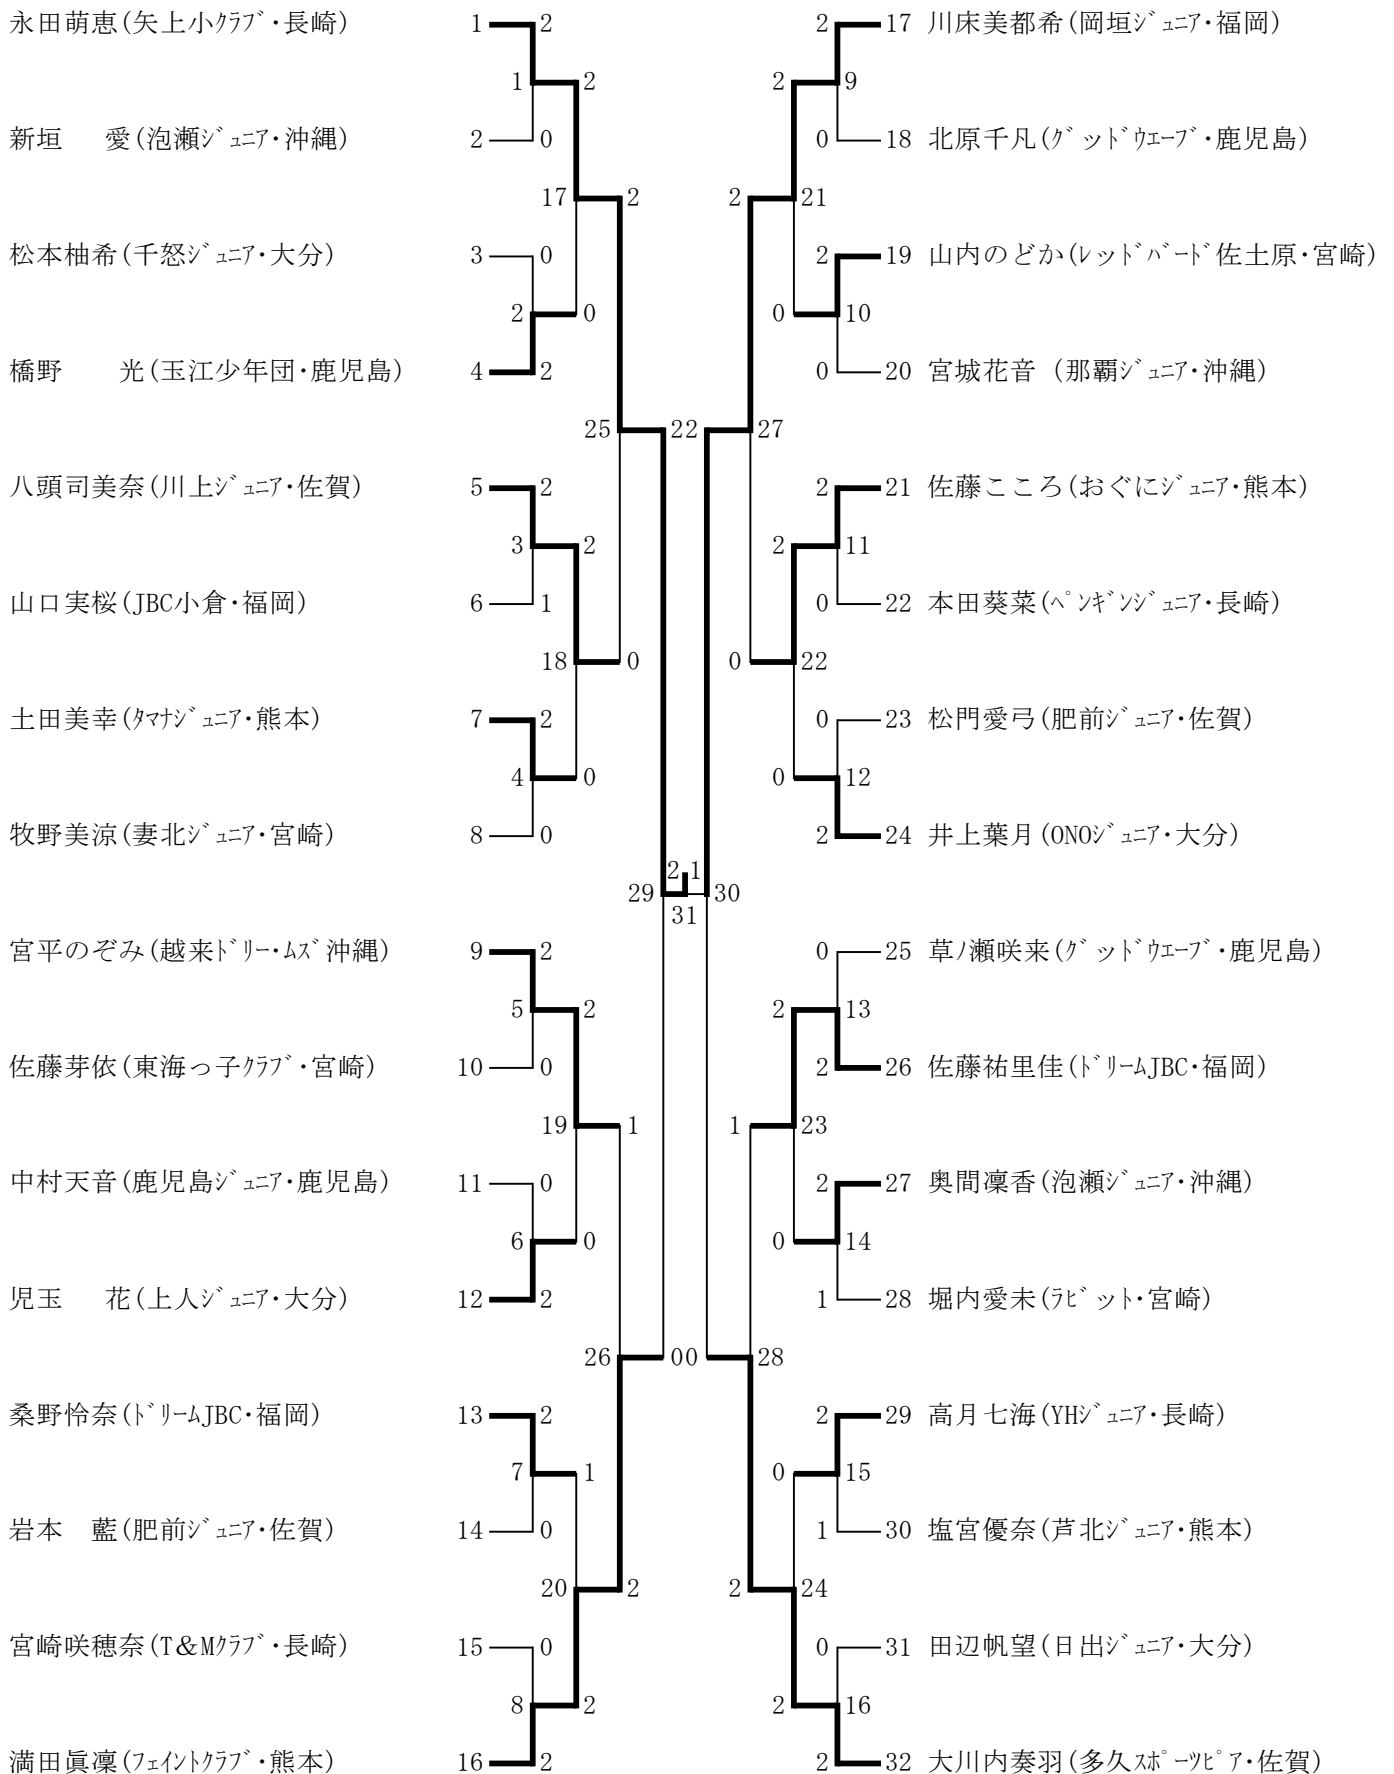 永田萌恵(矢上小クラブ・長崎) 1 2 2 17 川床美都希(岡垣ジュニア・福岡)
1 2 2 9
新垣 愛(泡瀬ジュニア・沖縄) 2 0 0 18 北原千凡(グッドウエーブ・鹿児島)
17 2 2 21
松本柚希(千怒ジュニア・大分) 3 0 2 19 山内のどか(レッドバード佐土原・宮崎)
2 0 0 10
橋野 光(玉江少年団・鹿児島) 4 2 0 20 宮城花音 (那覇ジュニア・沖縄)
25 22 27
八頭司美奈(川上ジュニア・佐賀) 5 2 2 21 佐藤こころ(おぐにジュニア・熊本)
3 2 2 11
山口実桜(JBC小倉・福岡) 6 1 0 22 本田葵菜(ペンギンジュニア・長崎)
18 0 0 22
土田美幸(タマナジュニア・熊本) 7 2 0 23 松門愛弓(肥前ジュニア・佐賀)
4 0 0 12
牧野美涼(妻北ジュニア・宮崎) 8 0 2 24 井上葉月(ONOジュニア・大分)
2 1
29 30
31
宮平のぞみ(越来ドリー・ムズ沖縄) 9 2 0 25 草ノ瀬咲来(グッドウエーブ・鹿児島)
5 2 2 13
佐藤芽依(東海っ子クラブ・宮崎) 10 0 2 26 佐藤祐里佳(ドリームJBC・福岡)
19 1 1 23
中村天音(鹿児島ジュニア・鹿児島) 11 0 2 27 奥間凜香(泡瀬ジュニア・沖縄)
6 0 0 14
児玉 花(上人ジュニア・大分) 12 2 1 28 堀内愛未(ラビット・宮崎)
26 00 28
桑野怜奈(ドリームJBC・福岡) 13 2 2 29 高月七海(YHジュニア・長崎)
7 1 0 15
岩本 藍(肥前ジュニア・佐賀) 14 0 1 30 塩宮優奈(芦北ジュニア・熊本)
20 2 2 24
宮崎咲穂奈(T&Mクラブ・長崎) 15 0 0 31 田辺帆望(日出ジュニア・大分)
8 2 2 16
満田眞凜(フェイントクラブ・熊本) 16 2 2 32 大川内奏羽(多久スポーツピア・佐賀)